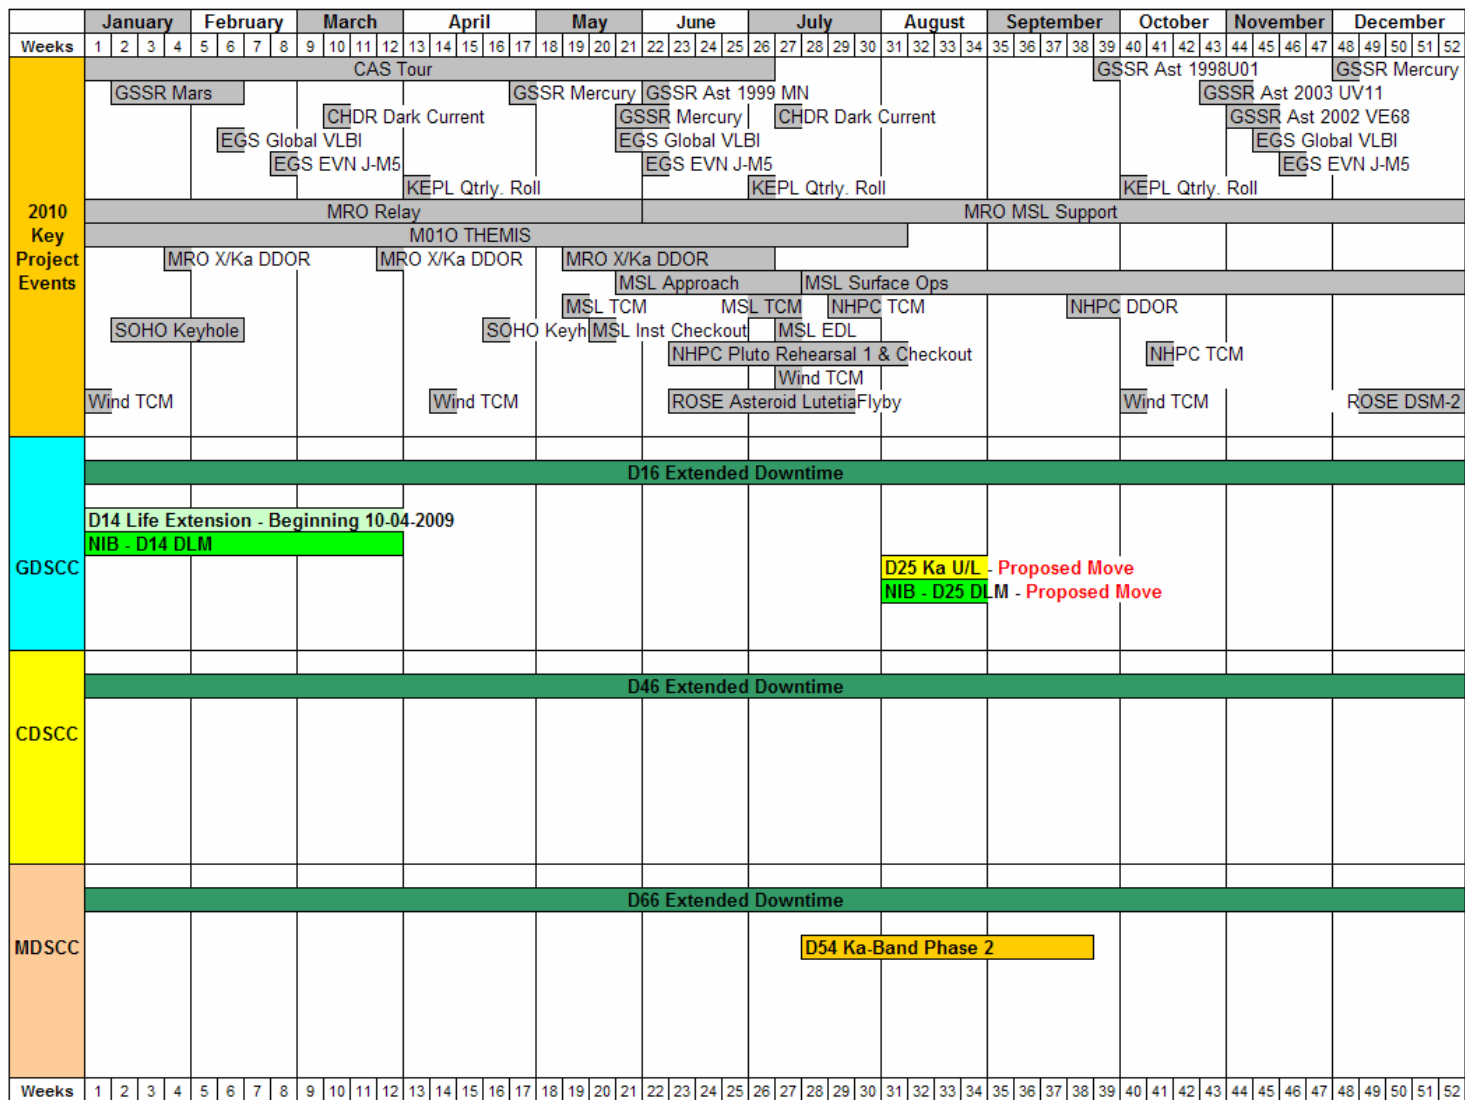 January February March April May June July August September October November December
Weeks 1 2 3 4 5 6 7 8 9 10 11 12 13 14 15 16 17 18 19 20 21 22 23 24 25 26 27 28 29 30 31 32 33 34 35 36 37 38 39 40 41 42 43 44 45 46 47 48 49 50 51 52
2010
Key
Project
Events
CAS Tour GSSR Ast 1998U01 GSSR Mercury
GSSR Mars GSSR Mercury GSSR Ast 1999 MN GSSR Ast 2003 UV11
CHDR Dark Current GSSR Mercury CHDR Dark Current GSSR Ast 2002 VE68
EGS Global VLBI EGS Global VLBI EGS Global VLBI
EGS EVN J-M5 EGS EVN J-M5 EGS EVN J-M5
KEPL Qtrly. Roll KEPL Qtrly. Roll KEPL Qtrly. Roll
MRO Relay MRO MSL Support
M01O THEMIS
MRO X/Ka DDOR MRO X/Ka DDOR MRO X/Ka DDOR
MSL Approach MSL Surface Ops
MSL TCM MSL TCM NHPC TCM NHPC DDOR
SOHO Keyhole SOHO Keyh MSL Inst Checkout MSL EDL
NHPC Pluto Rehearsal 1 & Checkout NHPC TCM
Wind TCM
Wind TCM Wind TCM ROSE Asteroid LutetiaFlyby Wind TCM ROSE DSM-2
GDSCC
D16 Extended Downtime
D14 Life Extension - Beginning 10-04-2009
NIB - D14 DLM
D25 Ka U/L - Proposed Move
NIB - D25 DLM - Proposed Move
CDSCC
D46 Extended Downtime
MDSCC
D66 Extended Downtime
D54 Ka-Band Phase 2
Weeks 1 2 3 4 5 6 7 8 9 10 11 12 13 14 15 16 17 18 19 20 21 22 23 24 25 26 27 28 29 30 31 32 33 34 35 36 37 38 39 40 41 42 43 44 45 46 47 48 49 50 51 52